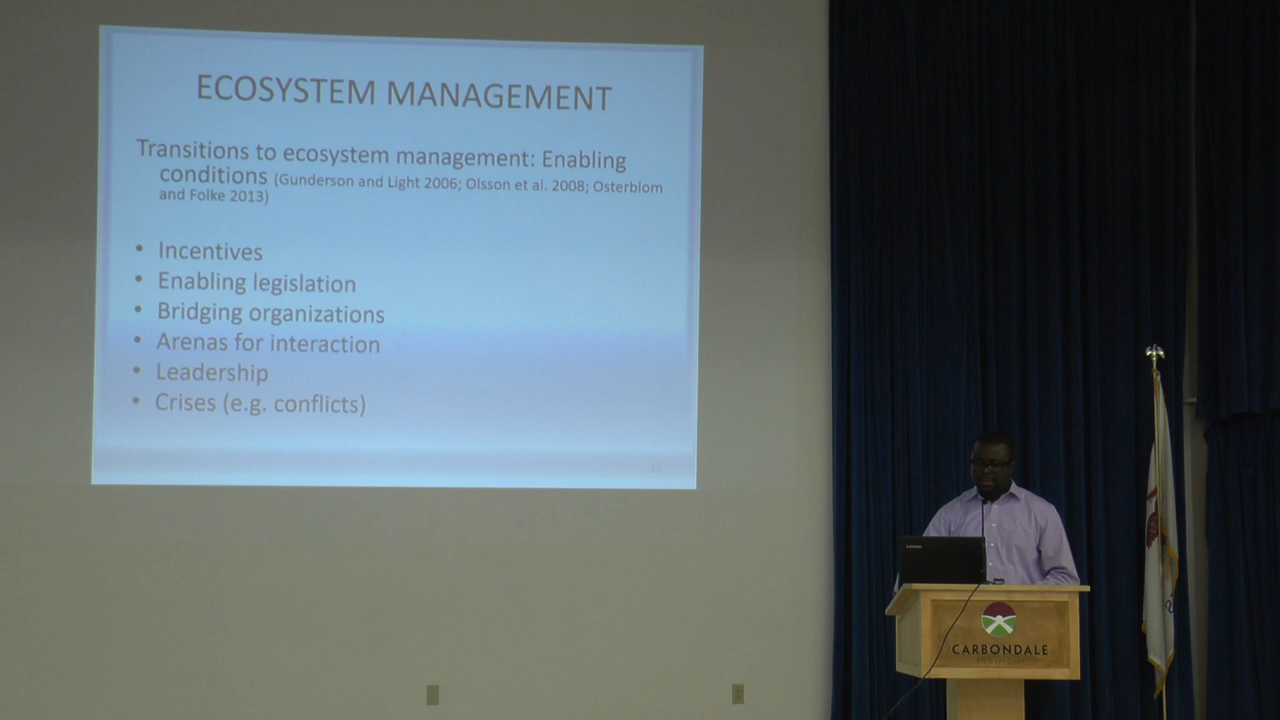 ECOSYSTEM MANAGEMENT
Transitions to ecosystem management: Enabling
conditions (Gunderson and Light 2006; Olsson et al. 2008; Osterblom
and Folke 2013)
• Incentives
• Enabling legislation
• Bridging organizations
• Arenas for interaction
• Leadership
• Crises (e.g. conflicts)
Lenovo
CARBONDALE